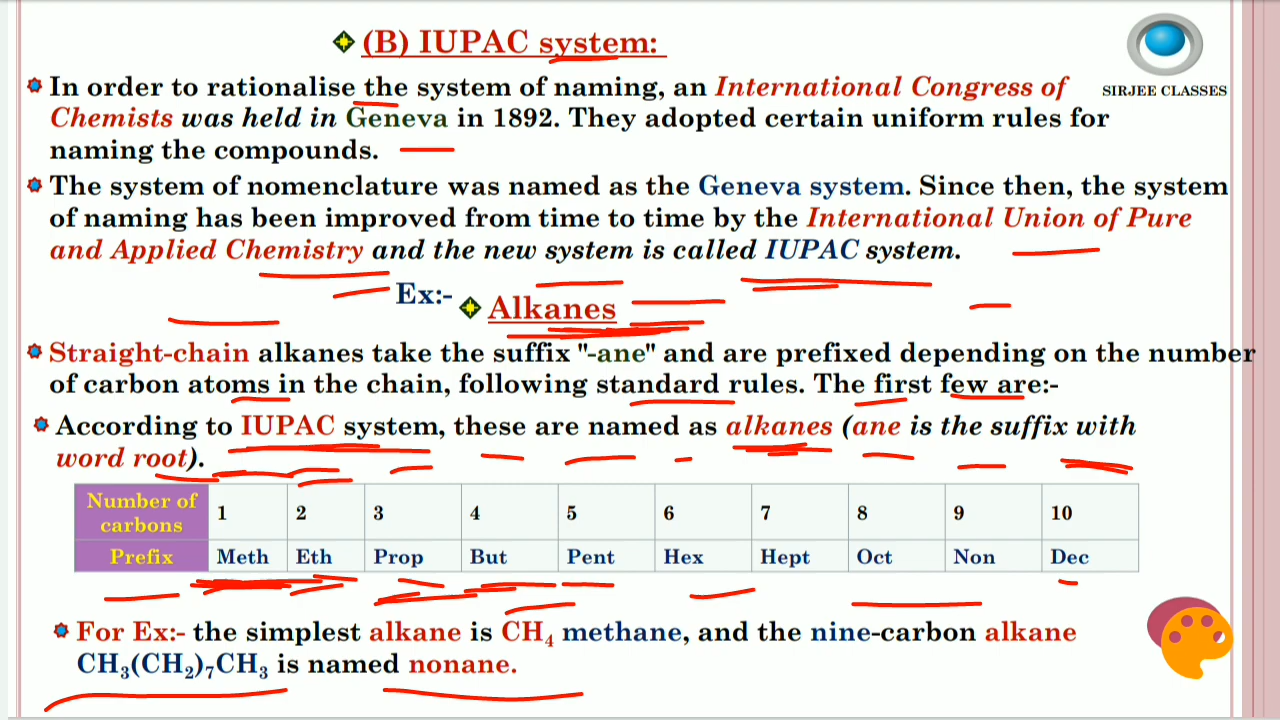 (B) IUPAC system:
SIRJEE CLASSES
In order to rationalise the system of naming, an International Congress of
Chemists was held in Geneva in 1892. They adopted certain uniform rules for
naming the compounds.
The system of nomenclature was named as the Geneva system. Since then, the system
of naming has been improved from time to time by the International Union of Pure
and Applied Chemistry and the new system is called IUPAC system.
Ex:- Alkanes
Straight-chain alkanes take the suffix "-ane" and are prefixed depending on the number
of carbon atoms in the chain, following standard rules. The first few are:-
According to IUPAC system, these are named as alkanes (ane is the suffix with
word root).
Number of carbons 1 2 3 4 5 6 7 8 9 10
Prefix Meth Eth Prop But Pent Hex Hept Oct Non Dec
For Ex:- the simplest alkane is CH₄ methane, and the nine-carbon alkane
CH₃(CH₂)₇CH₃ is named nonane.